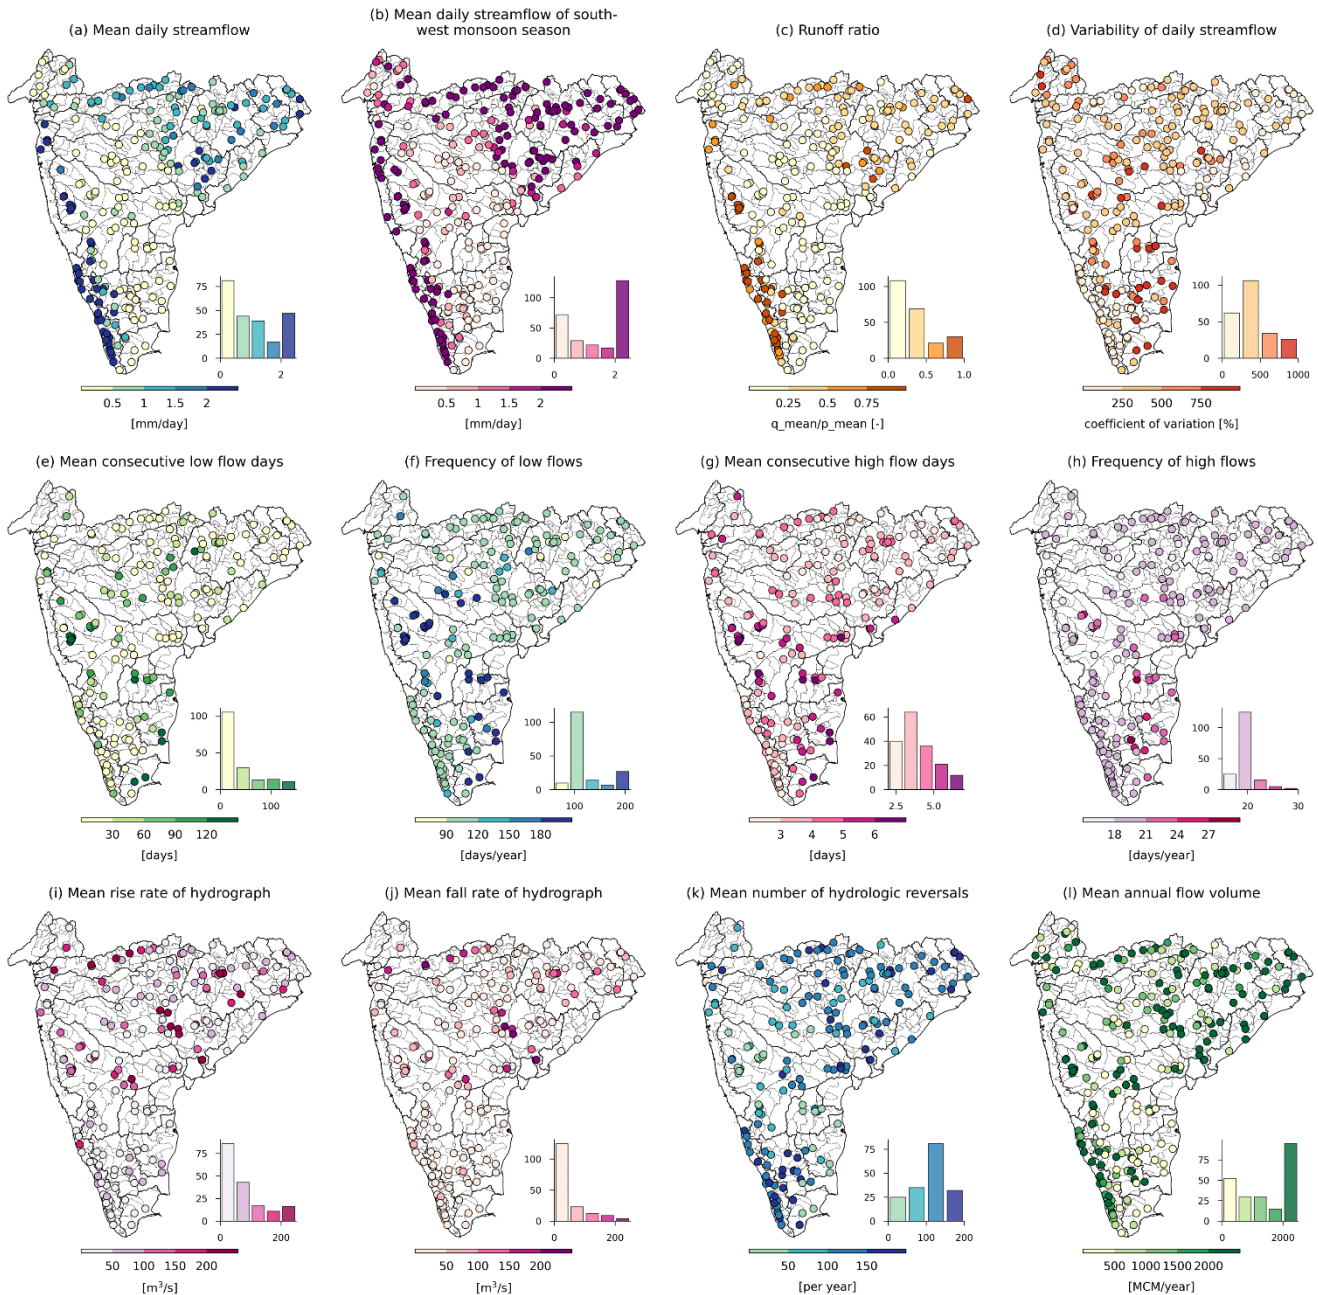 (a) Mean daily streamflow
(b) Mean daily streamflow of south-
west monsoon season
(c) Runoff ratio
(d) Variability of daily streamflow
75
50
25
0
0
2
0.5 1 1.5 2
[mm/day]
100
50
0
0
2
0.5 1 1.5 2
[mm/day]
100
50
0
0.0 0.5 1.0
0.25 0.5 0.75
q_mean/p_mean [-]
100
50
0
0 500 1000
250 500 750
coefficient of variation [%]
(e) Mean consecutive low flow days
(f) Frequency of low flows
(g) Mean consecutive high flow days
(h) Frequency of high flows
100
50
0
0 100
30 60 90 120
[days]
100
50
0
100 200
90 120 150 180
[days/year]
60
40
20
0
2.5 5.0
3 4 5 6
[days]
100
50
0
20 30
18 21 24 27
[days/year]
(i) Mean rise rate of hydrograph
(j) Mean fall rate of hydrograph
(k) Mean number of hydrologic reversals
(l) Mean annual flow volume
75
50
25
0
0 200
50 100 150 200
[m³/s]
150
100
50
0
0 200
50 100 150 200
[m³/s]
75
50
25
0
0 100 200
50 100 150
[per year]
75
50
25
0
0 2000
500 1000 1500 2000
[MCM/year]